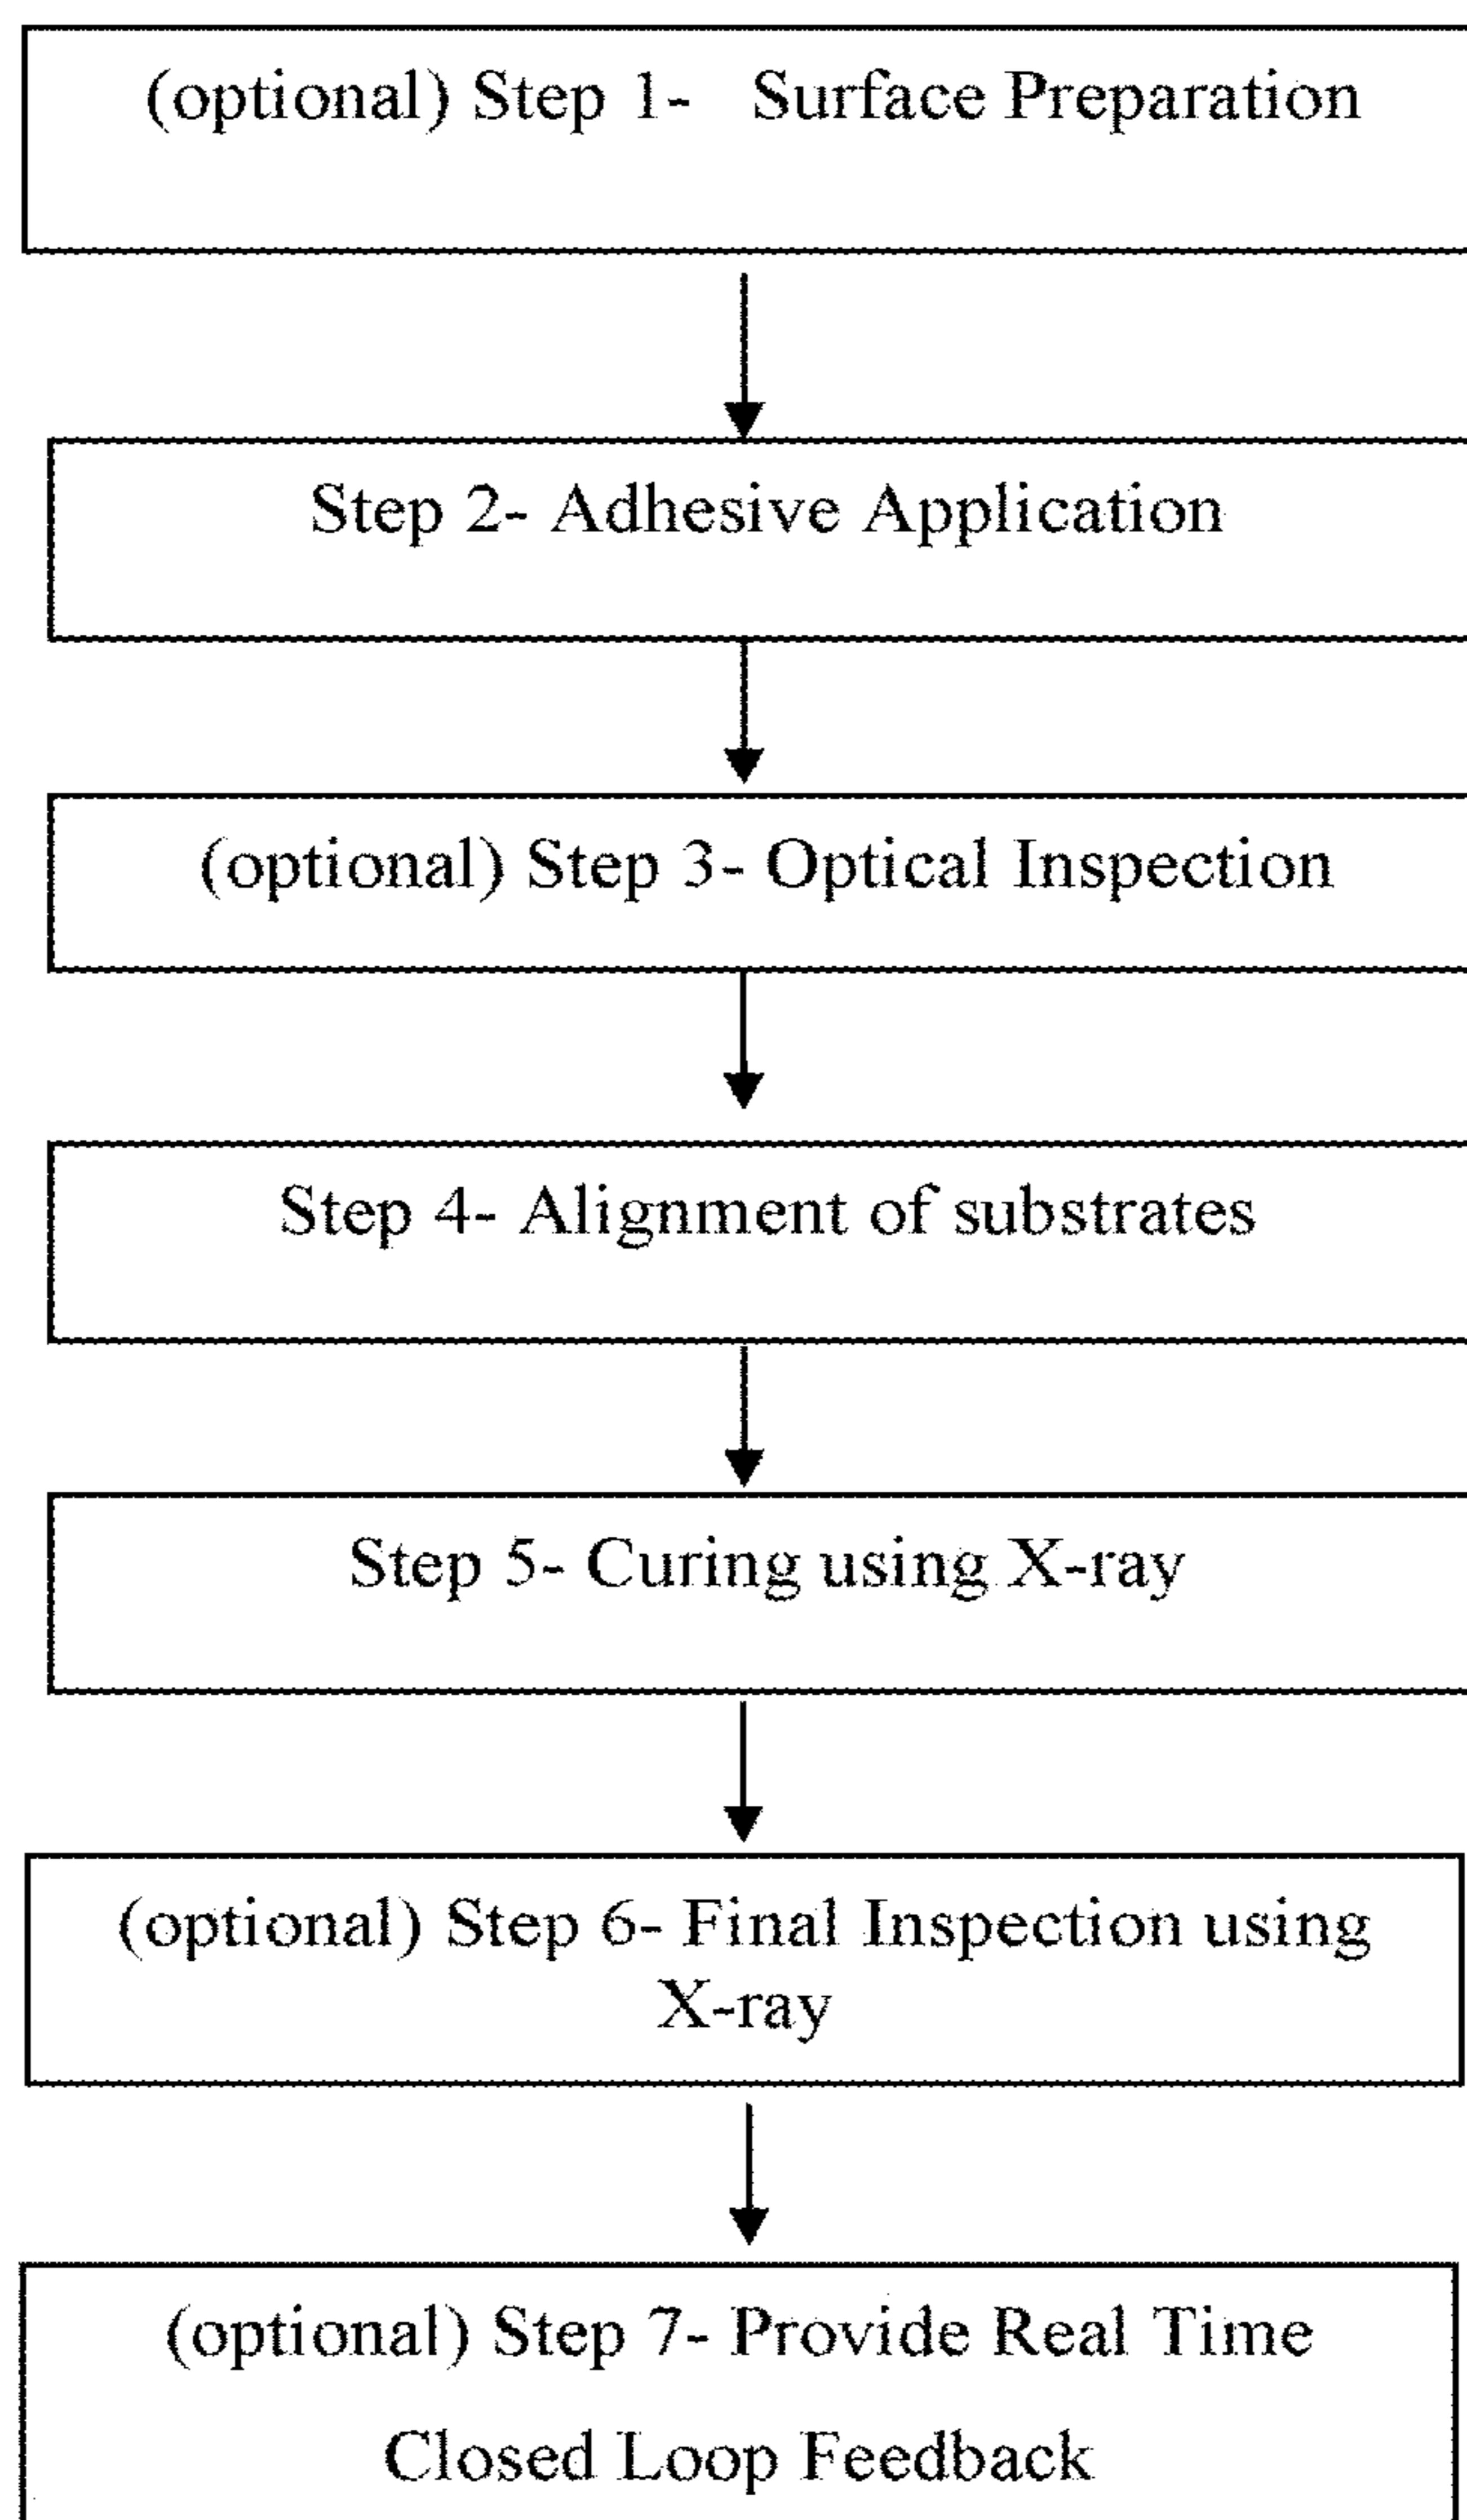 (optional) Step 1- Surface Preparation
Step 2- Adhesive Application
(optional) Step 3- Optical Inspection
Step 4- Alignment of substrates
Step 5- Curing using X-ray
(optional) Step 6- Final Inspection using
X-ray
(optional) Step 7- Provide Real Time
Closed Loop Feedback